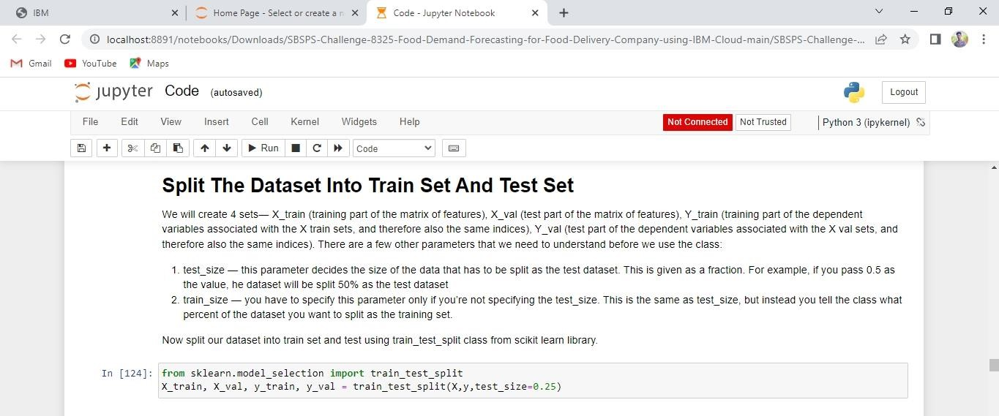 IBM
Home Page - Select or create a n
Code - Jupyter Notebook
localhost:8891/notebooks/Downloads/SBSPS-Challenge-8325-Food-Demand-Forecasting-for-Food-Delivery-Company-using-IBM-Cloud-main/SBSPS-Challenge-...
Gmail YouTube Maps
jupyter Code (autosaved) Logout
File Edit View Insert Cell Kernel Widgets Help Not Connected Not Trusted Python 3 (ipykernel)
Run Code
Split The Dataset Into Train Set And Test Set
We will create 4 sets— X_train (training part of the matrix of features), X_val (test part of the matrix of features), Y_train (training part of the dependent
variables associated with the X train sets, and therefore also the same indices), Y_val (test part of the dependent variables associated with the X val sets, and
therefore also the same indices). There are a few other parameters that we need to understand before we use the class:
1. test_size — this parameter decides the size of the data that has to be split as the test dataset. This is given as a fraction. For example, if you pass 0.5 as
the value, he dataset will be split 50% as the test dataset
2. train_size — you have to specify this parameter only if you're not specifying the test_size. This is the same as test_size, but instead you tell the class what
percent of the dataset you want to split as the training set.
Now split our dataset into train set and test using train_test_split class from scikit learn library.
In [124]: from sklearn.model_selection import train_test_split
X_train, X_val, y_train, y_val = train_test_split(X,y,test_size=0.25)